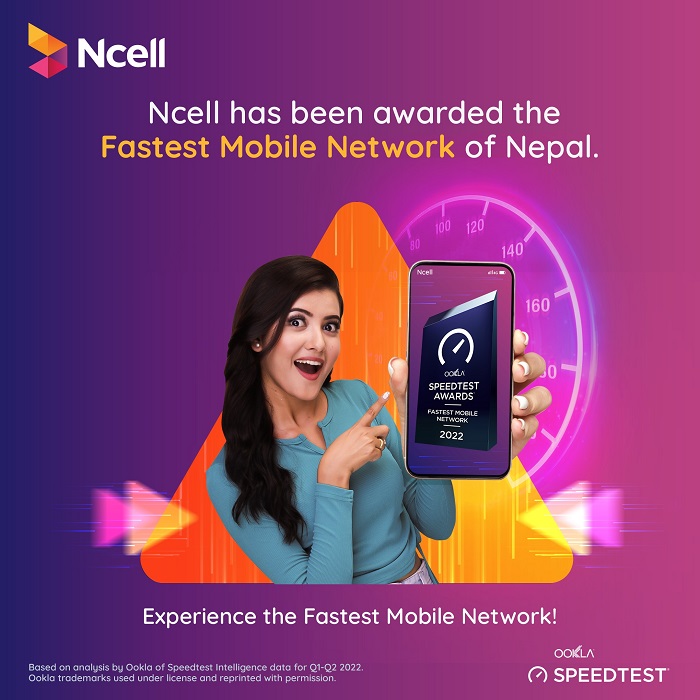 Ncell
Ncell has been awarded the
Fastest Mobile Network of Nepal.
80 100 120
140
160
Ncell
OOKLA
SPEEDTEST
AWARDS
FASTEST MOBILE
NETWORK
2022
Experience the Fastest Mobile Network!
Based on analysis by Ookla of Speedtest Intelligence data for Q1-Q2 2022.
Ookla trademarks used under license and reprinted with permission.
OOKLA
SPEEDTEST